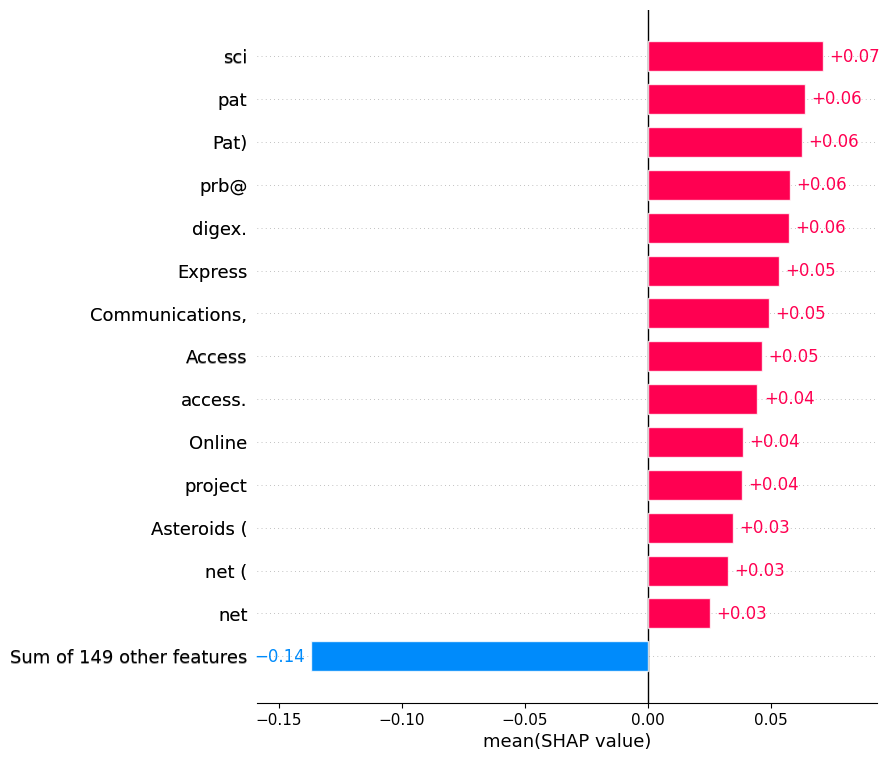 sci +0.07
pat +0.06
Pat) +0.06
prb@ +0.06
digex. +0.06
Express +0.05
Communications, +0.05
Access +0.05
access. +0.04
Online +0.04
project +0.04
Asteroids ( +0.03
net ( +0.03
net +0.03
Sum of 149 other features −0.14
−0.15 −0.10 −0.05 0.00 0.05
mean(SHAP value)